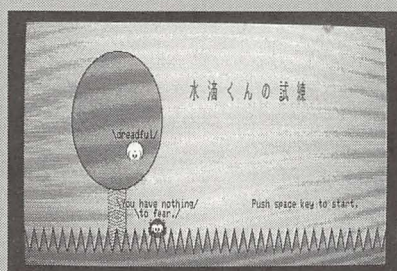 水滴くんの試練
\dreadful/
\You have nothing/
\to fear./
Push space key to start.